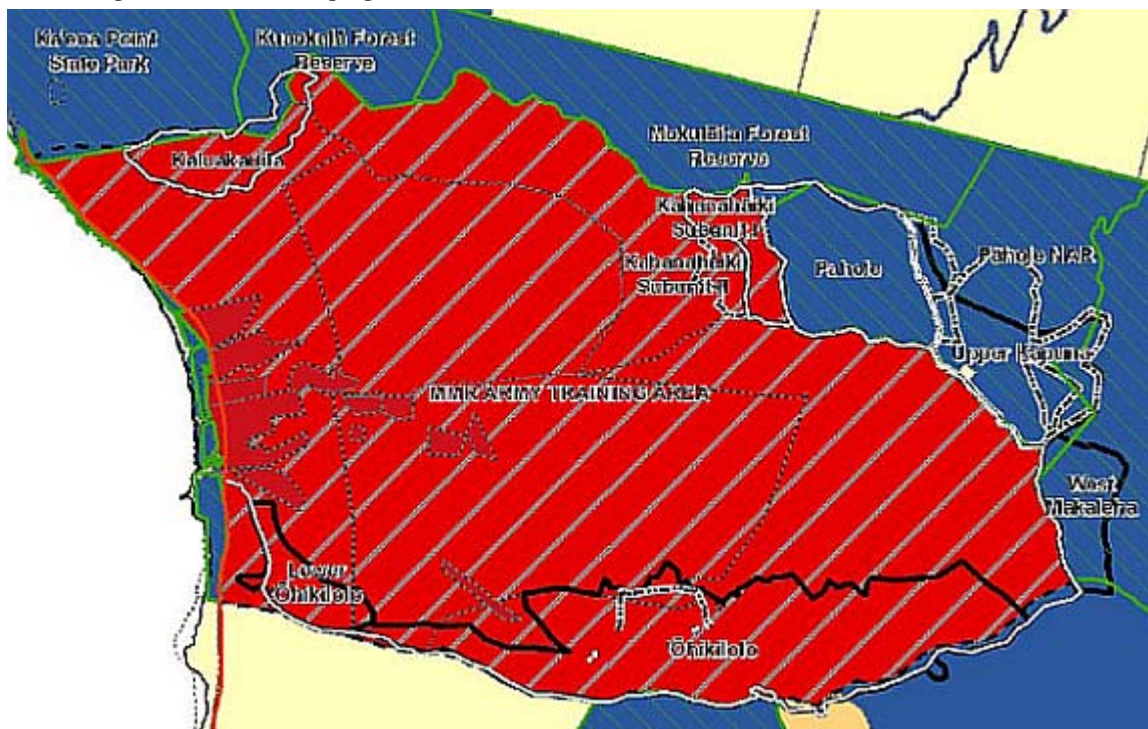 Ka'ena Point
State Park
Kuaokalā Forest
Reserve
Kaluakauila
Mokulē'ia Forest
Reserve
Kahanahāiki
Subunit II
Kahanahāiki
Subunit I
Pahole
Pahole NAR
Upper Kapuna
MMR ARMY TRAINING AREA
West
Makaleha
Lower
Ōhikilolo
Ōhikilolo